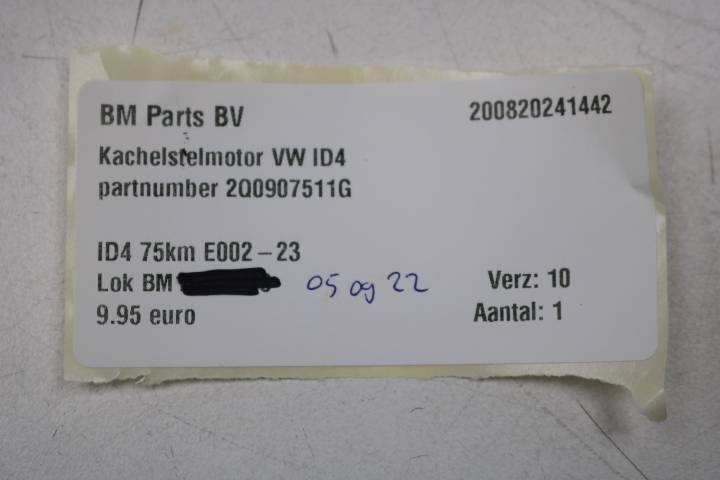 BM Parts BV 200820241442
Kachelstelmotor VW ID4
partnumber 2Q0907511G
ID4 75km E002-23
Lok BM 05 09 22 Verz: 10
9.95 euro Aantal: 1